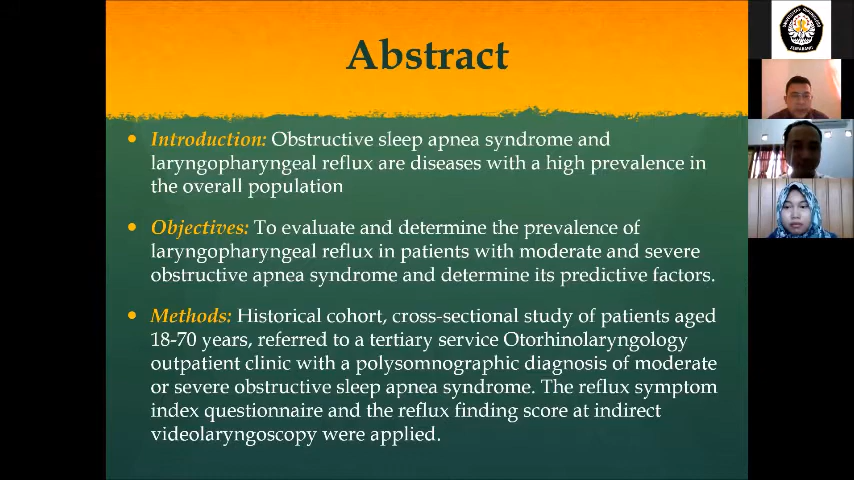 Abstract
Introduction: Obstructive sleep apnea syndrome and
laryngopharyngeal reflux are diseases with a high prevalence in
the overall population
Objectives: To evaluate and determine the prevalence of
laryngopharyngeal reflux in patients with moderate and severe
obstructive apnea syndrome and determine its predictive factors.
Methods: Historical cohort, cross-sectional study of patients aged
18-70 years, referred to a tertiary service Otorhinolaryngology
outpatient clinic with a polysomnographic diagnosis of moderate
or severe obstructive sleep apnea syndrome. The reflux symptom
index questionnaire and the reflux finding score at indirect
videolaryngoscopy were applied.